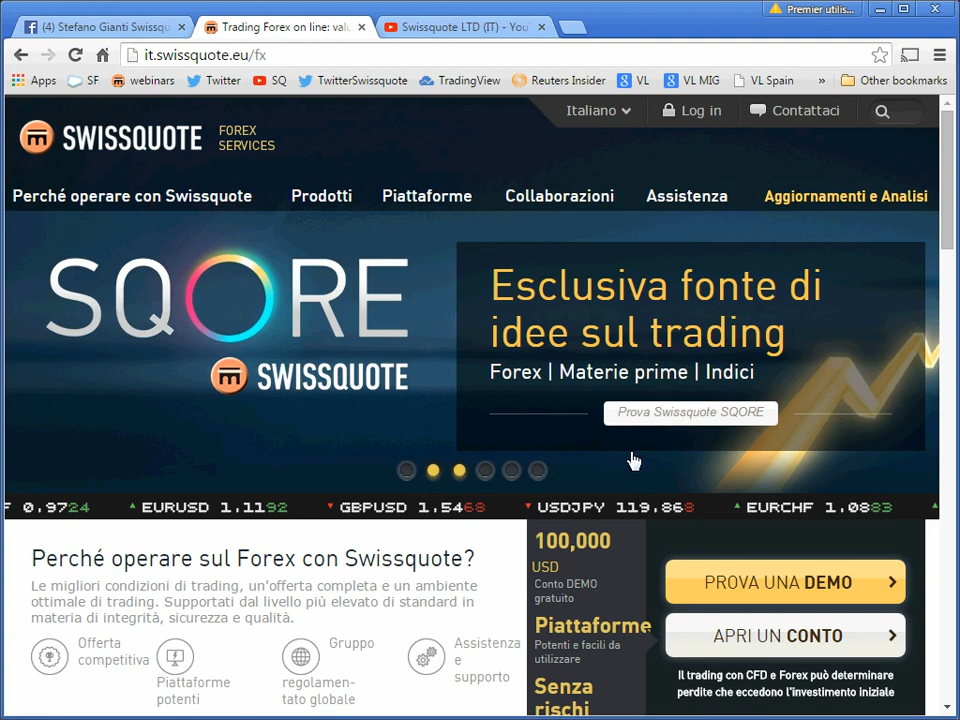 Premier utilis...
(4) Stefano Gianti Swissqu
Trading Forex on line: valu
Swissquote LTD (IT) - You
it.swissquote.eu/fx
Apps
SF
webinars
Twitter
SQ
TwitterSwissquote
TradingView
Reuters Insider
VL
VL MIG
VL Spain
»
Other bookmarks
Italiano
Log in
Contattaci
SWISSQUOTE
FOREX
SERVICES
Perché operare con Swissquote
Prodotti
Piattaforme
Collaborazioni
Assistenza
Aggiornamenti e Analisi
SQORE
SWISSQUOTE
Esclusiva fonte di
idee sul trading
Forex | Materie prime | Indici
Prova Swissquote SQORE
F 0.9724 EURUSD 1.1192 GBPUSD 1.5468 USDJPY 119.868 EURCHF 1.0883
Perché operare sul Forex con Swissquote?
Le migliori condizioni di trading, un'offerta completa e un ambiente
ottimale di trading. Supportati dal livello più elevato di standard in
materia di integrità, sicurezza e qualità.
Offerta
competitiva
Piattaforme
potenti
Gruppo
regolamen-
tato globale
Assistenza
e
supporto
100,000
USD
Conto DEMO
gratuito
Piattaforme
Potenti e facili da
utilizzare
Senza
rischi
PROVA UNA DEMO
APRI UN CONTO
Il trading con CFD e Forex può determinare
perdite che eccedono l'investimento iniziale